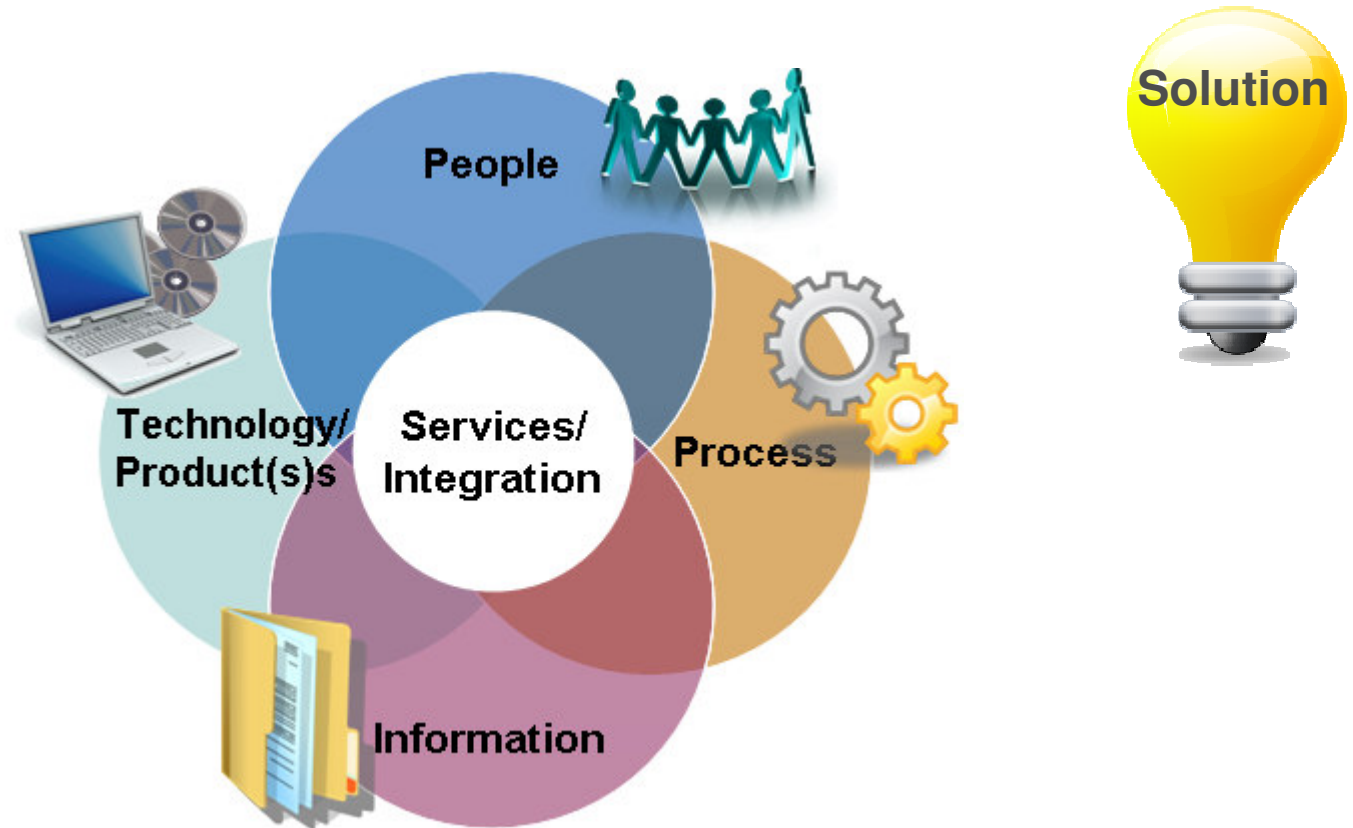 Solution
People
Technology/
Product(s)s
Services/
Integration
Process
Information